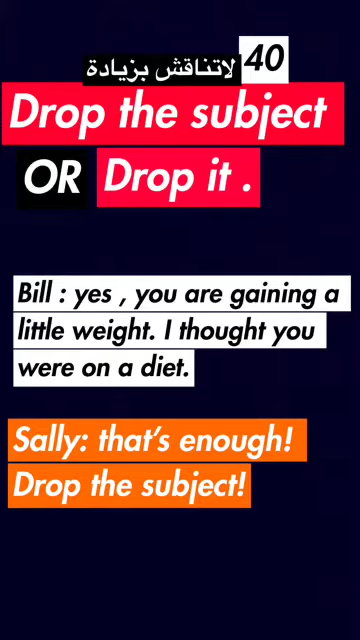 40
لاتناقش بزيادة
Drop the subject
OR Drop it .
Bill : yes , you are gaining a
little weight. I thought you
were on a diet.
Sally: that's enough!
Drop the subject!